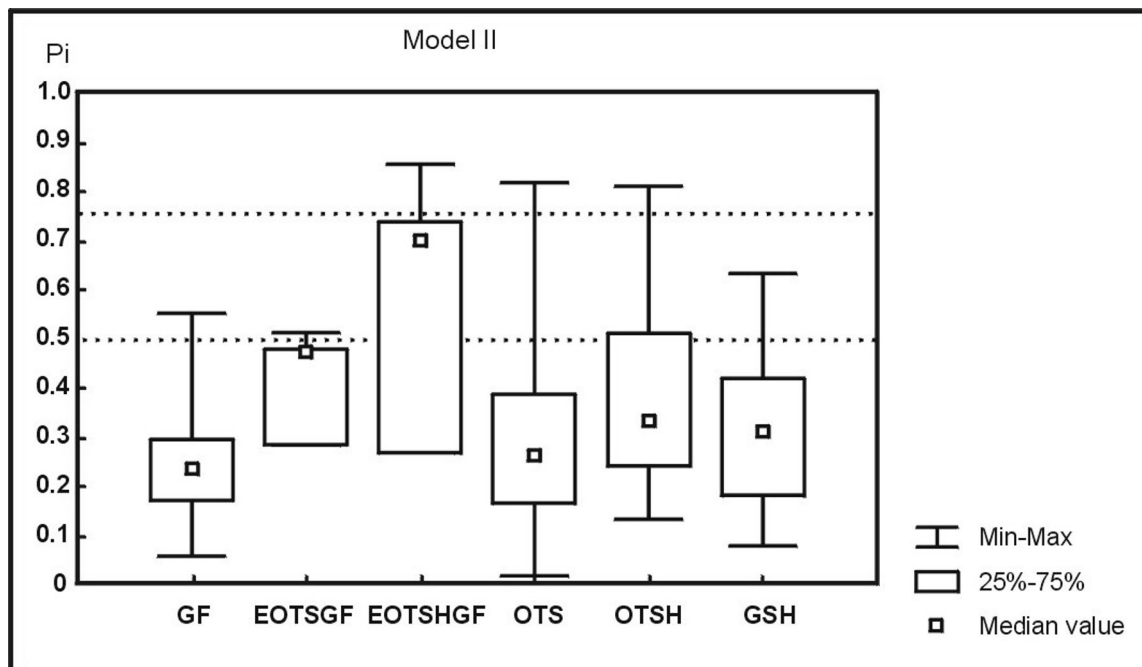 Model II
Pi
1.0
0.9
0.8
0.7
0.6
0.5
0.4
0.3
0.2
0.1
0
GF EOTSGF EOTSHGF OTS OTSH GSH
Min-Max
25%-75%
Median value